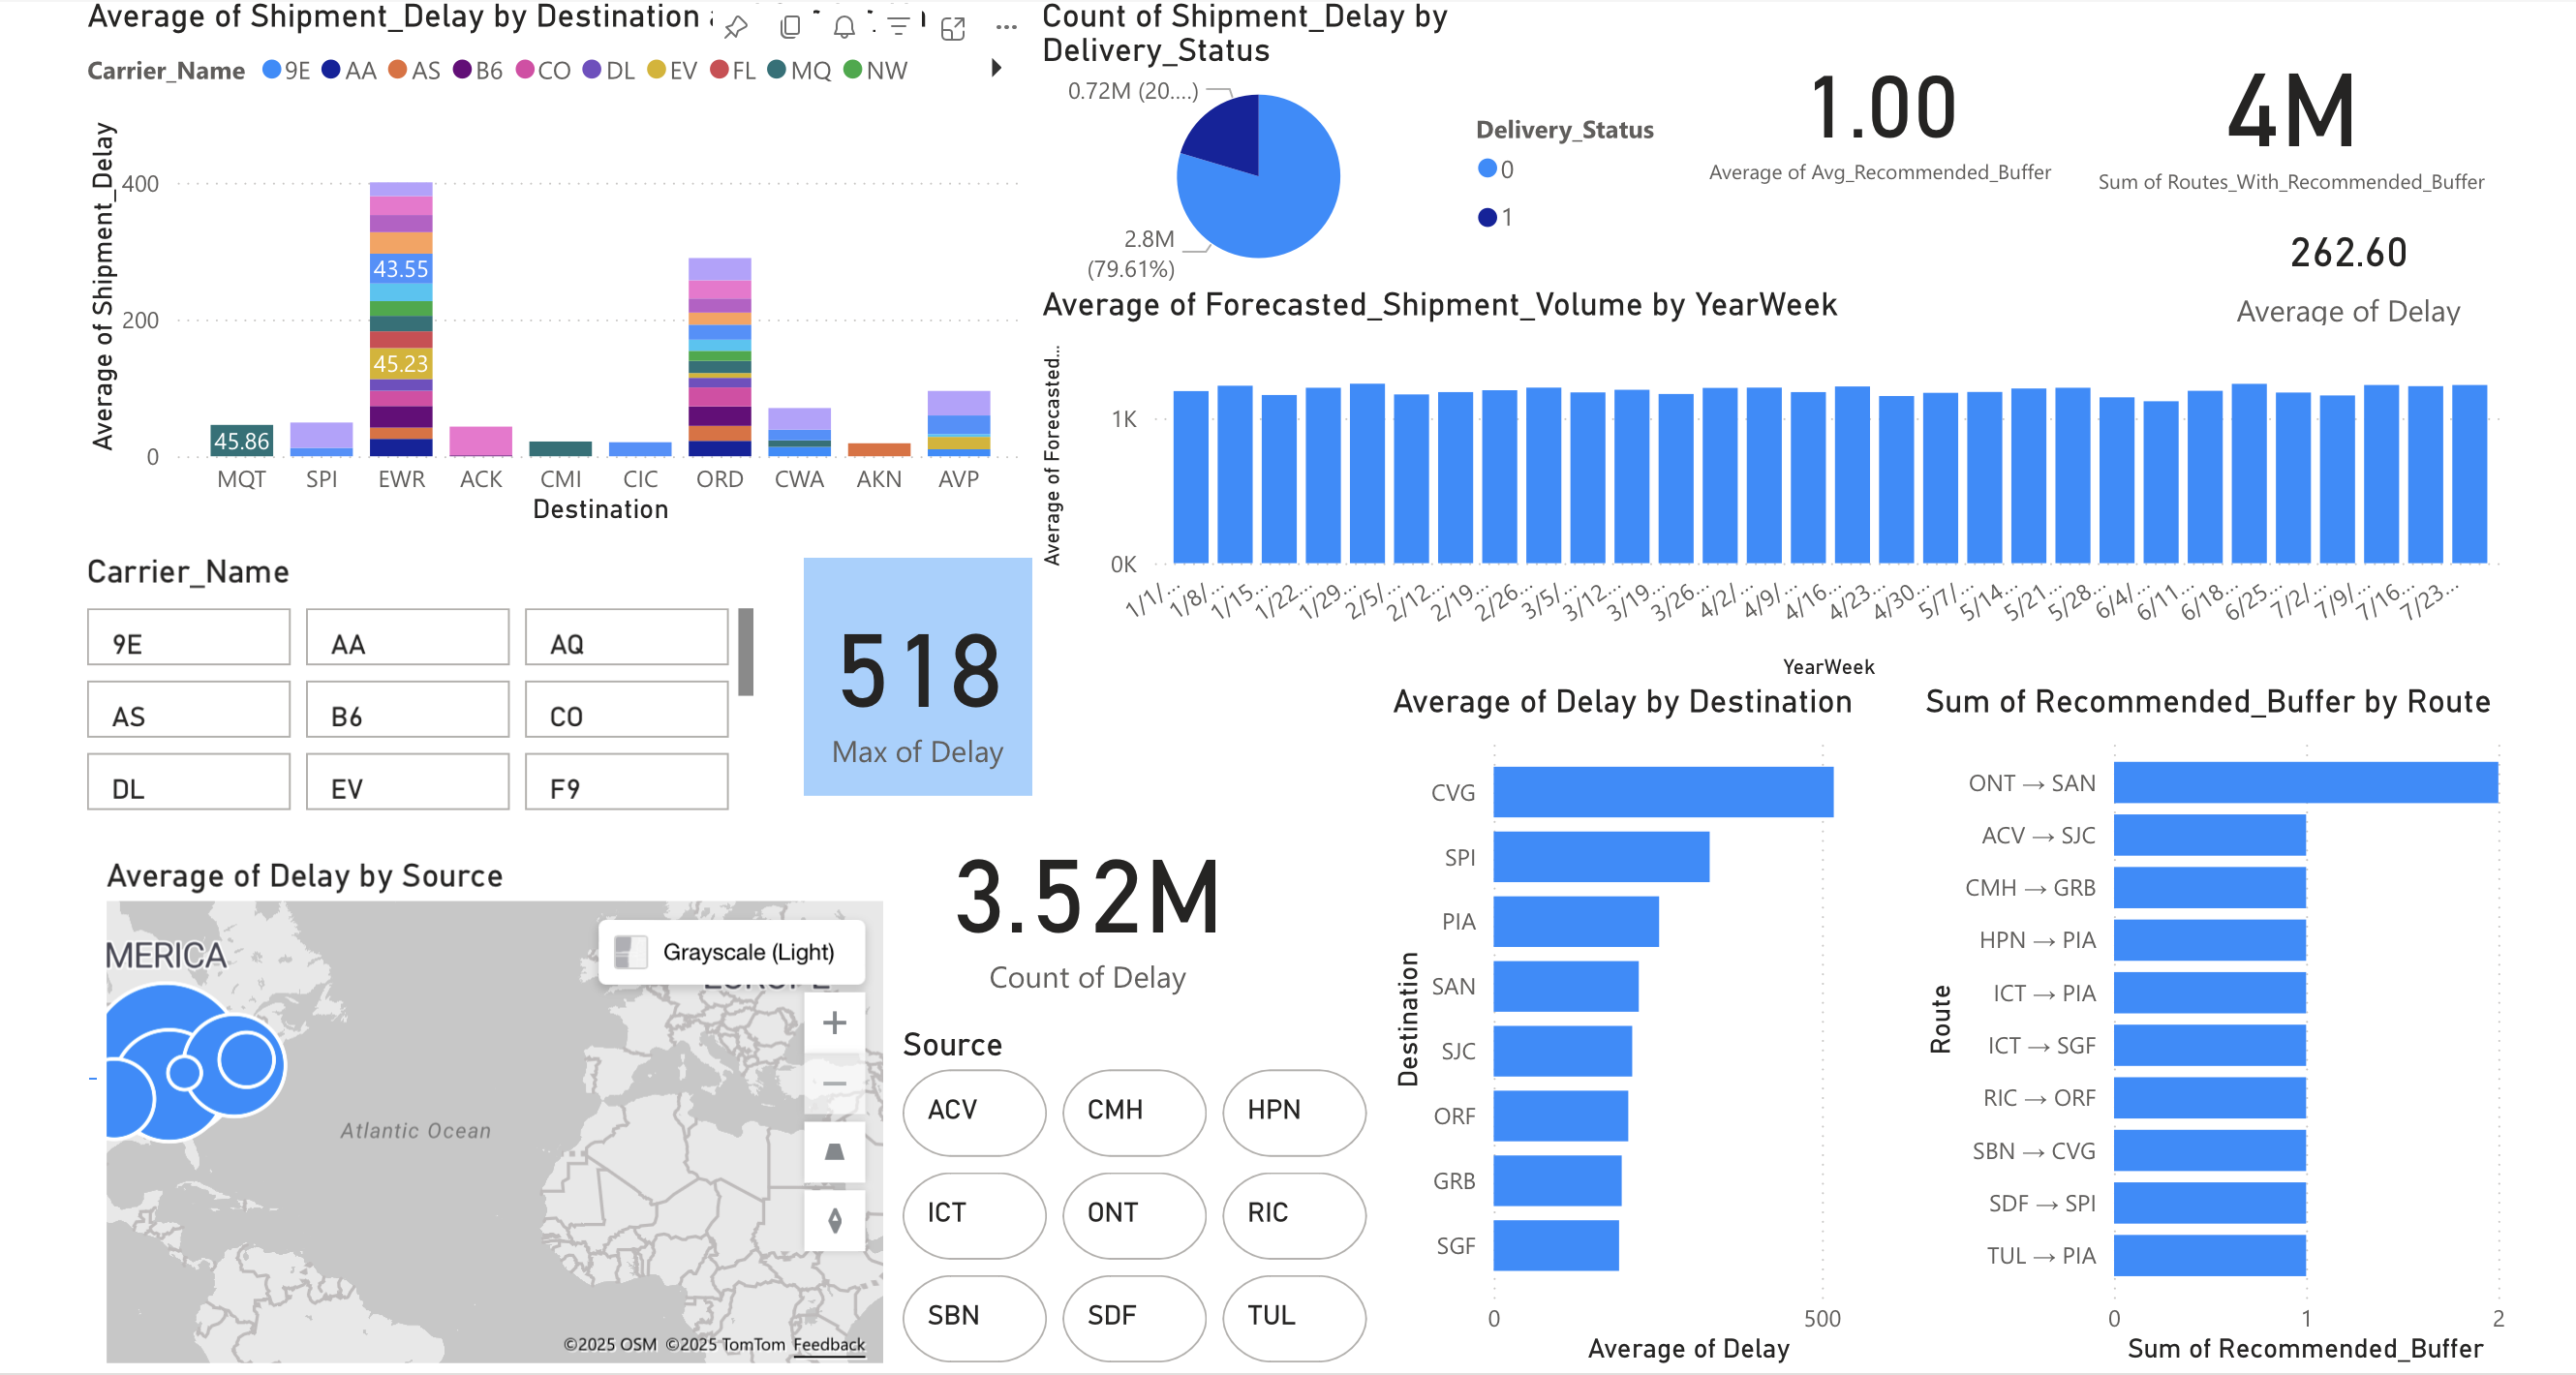 Average of Shipment_Delay by Destination
Carrier_Name 9E AA AS B6 CO DL EV FL MQ NW
Average of Shipment_Delay
400
200
0
43.55
45.23
45.86
MQT SPI EWR ACK CMI CIC ORD CWA AKN AVP
Destination
Count of Shipment_Delay by
Delivery_Status
0.72M (20....)
2.8M
(79.61%)
Delivery_Status
0
1
1.00
Average of Avg_Recommended_Buffer
4M
Sum of Routes_With_Recommended_Buffer
262.60
Average of Delay
Average of Forecasted_Shipment_Volume by YearWeek
Average of Forecasted...
1K
0K
1/1/... 1/8/... 1/15... 1/22... 1/29... 2/5/... 2/12... 2/19... 2/26... 3/5/... 3/12... 3/19... 3/26... 4/2/... 4/9/... 4/16... 4/23... 4/30... 5/7/... 5/14... 5/21... 5/28... 6/4/... 6/11... 6/18... 6/25... 7/2/... 7/9/... 7/16... 7/23...
YearWeek
Carrier_Name
9E AA AQ
AS B6 CO
DL EV F9
518
Max of Delay
Average of Delay by Source
MERICA
Grayscale (Light)
Atlantic Ocean
©2025 OSM ©2025 TomTom Feedback
3.52M
Count of Delay
Source
ACV CMH HPN
ICT ONT RIC
SBN SDF TUL
Average of Delay by Destination
Destination
CVG
SPI
PIA
SAN
SJC
ORF
GRB
SGF
0 500
Average of Delay
Sum of Recommended_Buffer by Route
Route
ONT → SAN
ACV → SJC
CMH → GRB
HPN → PIA
ICT → PIA
ICT → SGF
RIC → ORF
SBN → CVG
SDF → SPI
TUL → PIA
0 1 2
Sum of Recommended_Buffer